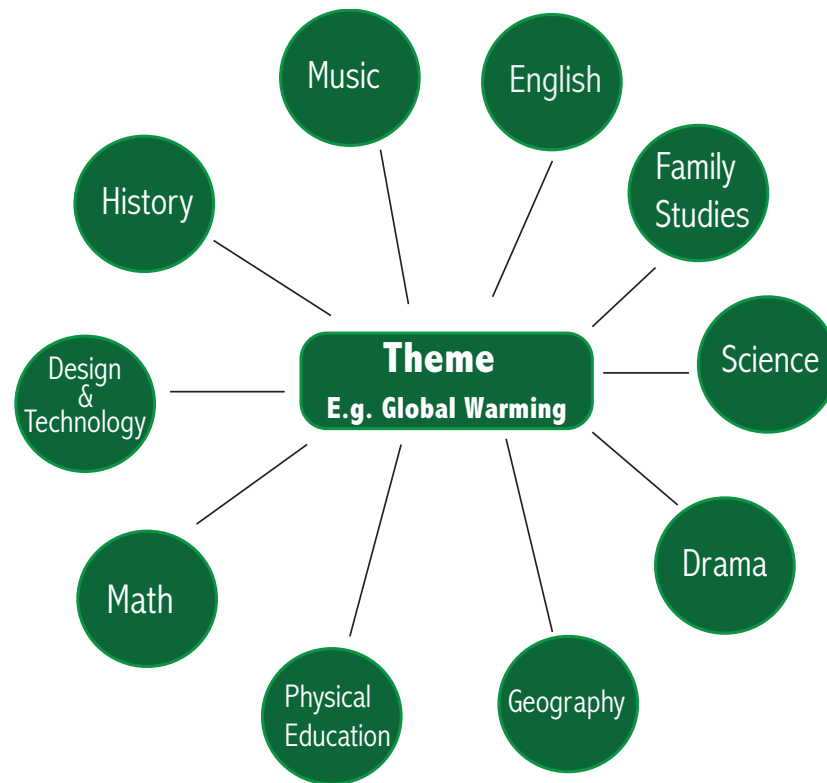 Music
English
History
Family
Studies
Theme
E.g. Global Warming
Science
Design
&
Technology
Drama
Math
Physical
Education
Geography